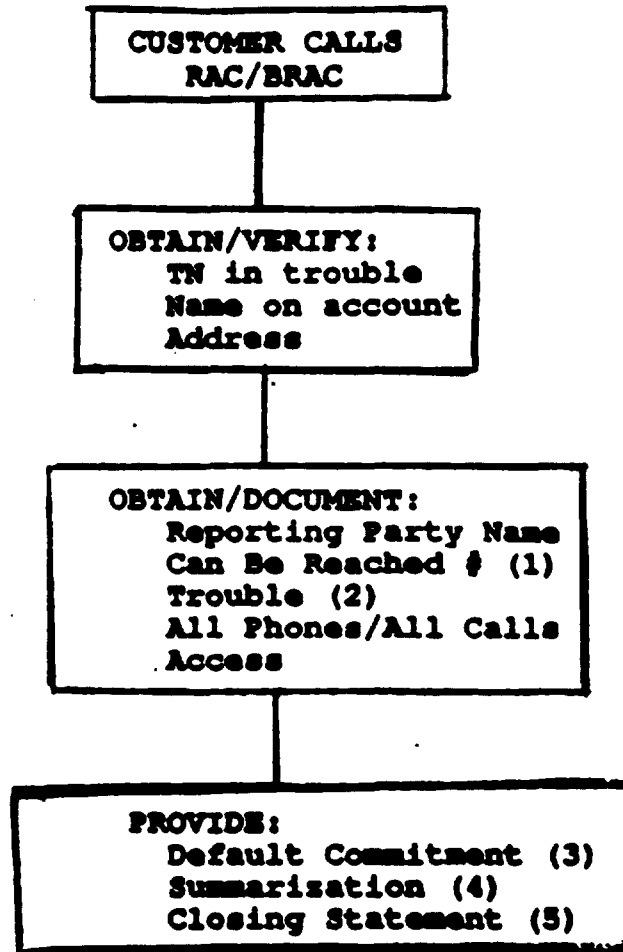 CUSTOMER CALLS
RAC/BRAC
OBTAIN/VERIFY:
TN in trouble
Name on account
Address
OBTAIN/DOCUMENT:
Reporting Party Name
Can Be Reached # (1)
Trouble (2)
All Phones/All Calls
Access
PROVIDE:
Default Commitment (3)
Summarization (4)
Closing Statement (5)